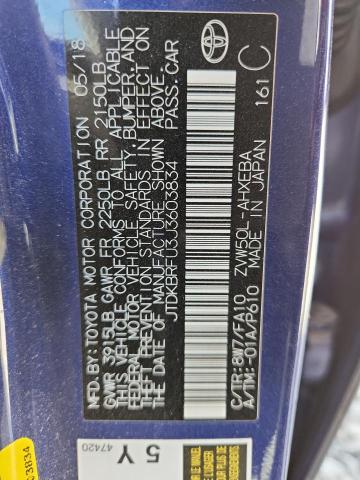 MFD. BY: TOYOTA MOTOR CORPORATION 05/18
GVWR 3915LB GAWR FR 2250LB RR 2150LB
THIS VEHICLE CONFORMS TO ALL APPLICABLE
FEDERAL MOTOR VEHICLE SAFETY, BUMPER, AND
THEFT PREVENTION STANDARDS IN EFFECT ON
THE DATE OF MANUFACTURE SHOWN ABOVE.
JTDKBRFU3J3603834 PASS. CAR
C/TR: 8W7/FA10 ZVW50L-AHXEBA
A/TM: -01A/P610 MADE IN JAPAN
161 C
TOYOTA
5 Y
47420
03834